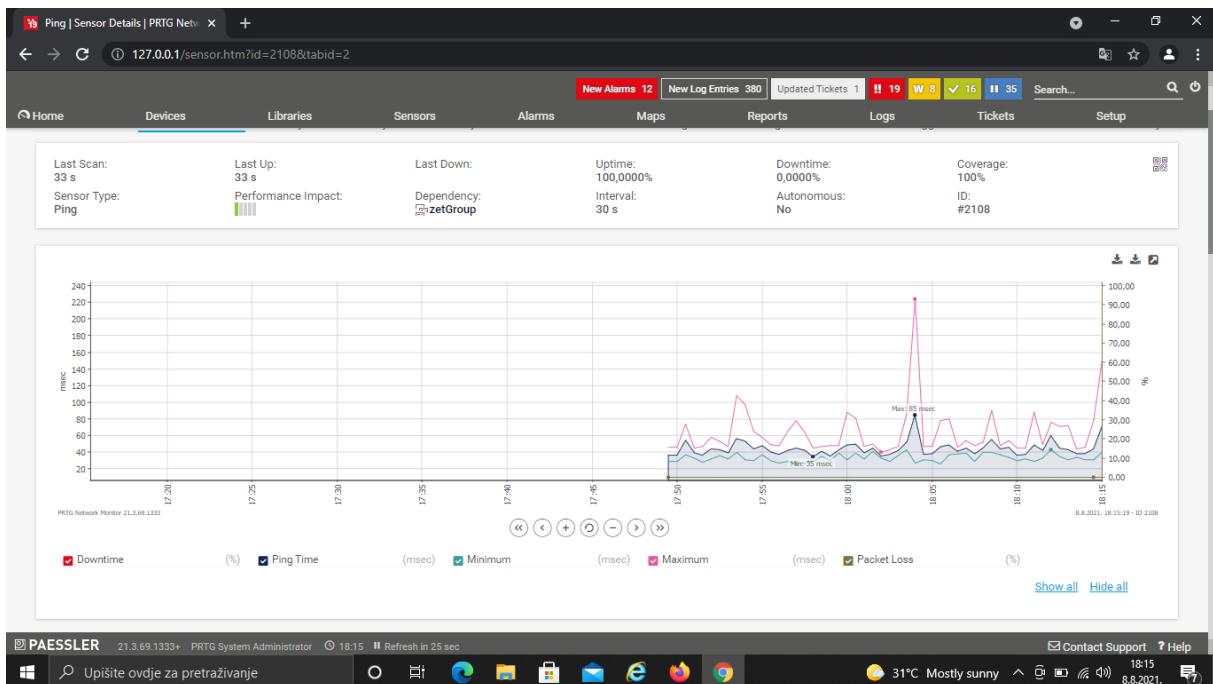 Ping | Sensor Details | PRTG Netw
127.0.0.1/sensor.htm?id=2108&tabid=2
New Alarms 12 New Log Entries 380 Updated Tickets 1 !! 19 W 8 16 II 35 Search...
Home Devices Libraries Sensors Alarms Maps Reports Logs Tickets Setup
Last Scan: Last Up: Last Down: Uptime: Downtime: Coverage:
33 s 33 s 100,0000% 0,0000% 100%
Sensor Type: Performance Impact: Dependency: Interval: Autonomous: ID:
Ping zetGroup 30 s No #2108
240
220
200
180
160
140
120
100
80
60
40
20
msec
100,00
90,00
80,00
70,00
60,00
50,00
40,00
30,00
20,00
10,00
0,00
%
Max: 85 msec
Min: 35 msec
17:20 17:25 17:30 17:35 17:40 17:45 17:50 17:55 18:00 18:05 18:10 18:15
PRTG Network Monitor 21.3.69.1333 8.8.2021. 18:15:19 - ID 2108
Downtime (%) Ping Time (msec) Minimum (msec) Maximum (msec) Packet Loss (%)
Show all Hide all
PAESSLER 21.3.69.1333+ PRTG System Administrator 18:15 Refresh in 25 sec Contact Support ? Help
Upišite ovdje za pretraživanje 31°C Mostly sunny 18:15
8.8.2021. 7